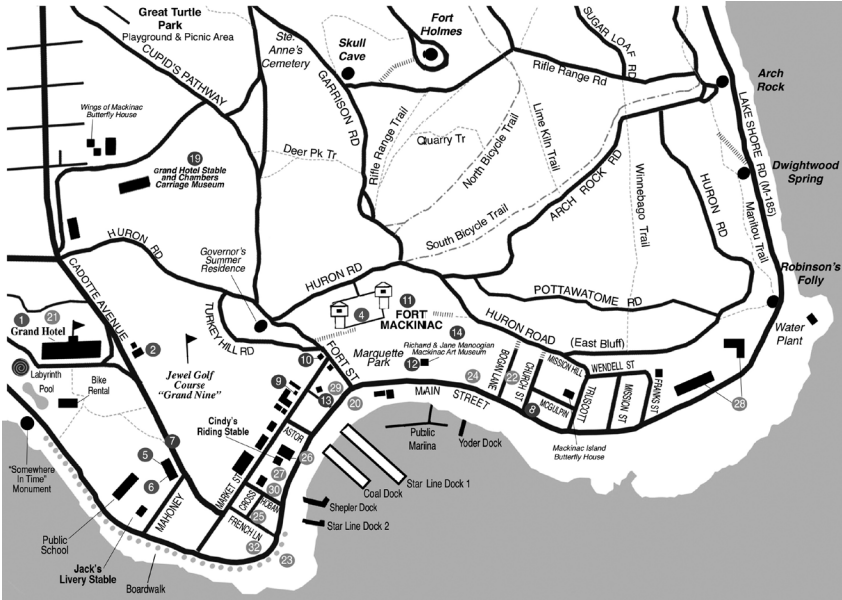 Great Turtle
Park
Playground & Picnic Area
CUPID'S PATHWAY
Ste.
Anne's
Cemetery
Skull
Cave
Fort
Holmes
SUGAR LOAF RD
Rifle Range Rd
Arch
Rock
GARRISON RD
Wings of Mackinac
Butterfly House
19
Grand Hotel Stable
and Chambers
Carriage Museum
Deer Pk Tr
Rifle Range Trail
Quarry Tr
North Bicycle Trail
Lime Kiln Trail
South Bicycle Trail
ARCH ROCK RD
Winnebago Trail
HURON RD
LAKE SHORE RD (M-185)
Manitou Trail
Dwightwood
Spring
Robinson's
Folly
Water
Plant
HURON RD
Governor's
Summer
Residence
HURON RD
POTTAWATOME RD
CADOTTE AVENUE
1
21
Grand Hotel
2
Jewel Golf
Course
"Grand Nine"
TURKEY HILL RD
4
11
FORT
MACKINAC
14
HURON ROAD
(East Bluff)
10
FORT ST
Marquette
Park
Richard & Jane Manoogian
Mackinac Art Museum
12
24
BOGAN LANE
22
CHURCH ST
MISSION HILL
WENDELL ST
MCGULPIN
TRUSCOTT
MISSION ST
FRANKS ST
28
8
Mackinac Island
Butterfly House
Labyrinth
Pool
Bike
Rental
9
13
29
20
MAIN
STREET
Public
Mariina
Yoder Dock
Cindy's
Riding Stable
ASTOR
26
27
30
MARKET ST
CROSS
HOBAN
25
FRENCH LN
32
23
Coal Dock
Star Line Dock 1
Shepler Dock
Star Line Dock 2
7
5
6
MAHONEY
"Somewhere
In Time"
Monument
Public
School
Jack's
Livery Stable
Boardwalk